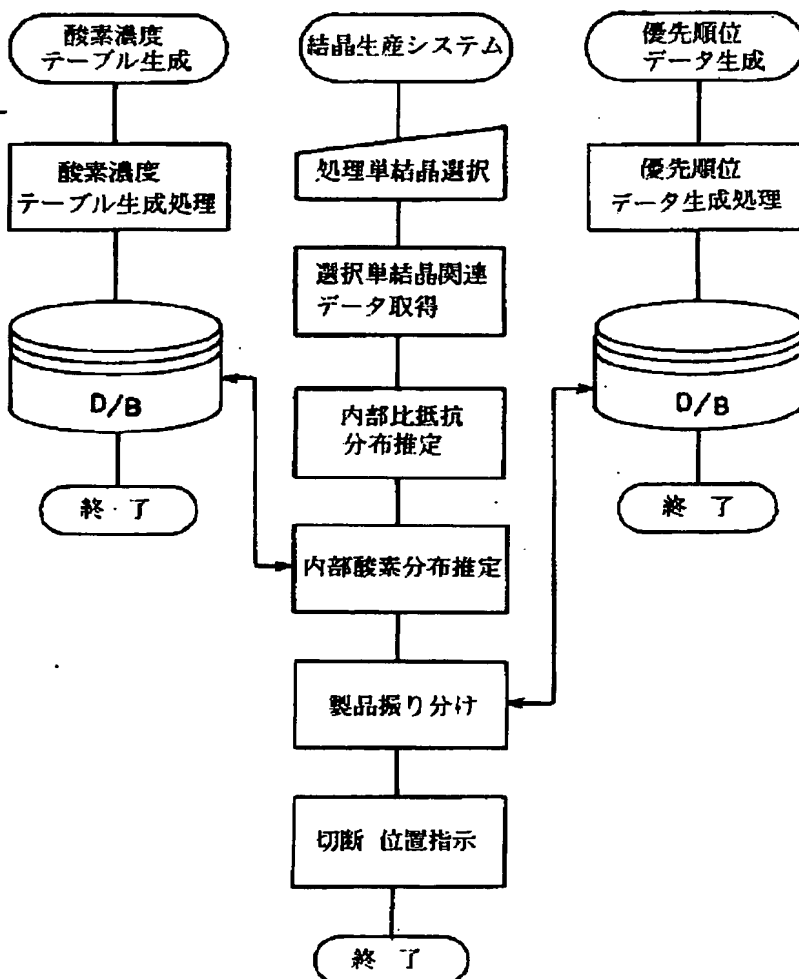 酸素濃度
テーブル生成
酸素濃度
テーブル生成処理
D/B
終了
結晶生産システム
処理単結晶選択
選択単結晶関連
データ取得
内部比抵抗
分布推定
内部酸素分布推定
製品振り分け
切断 位置指示
終了
優先順位
データ生成
優先順位
データ生成処理
D/B
終了